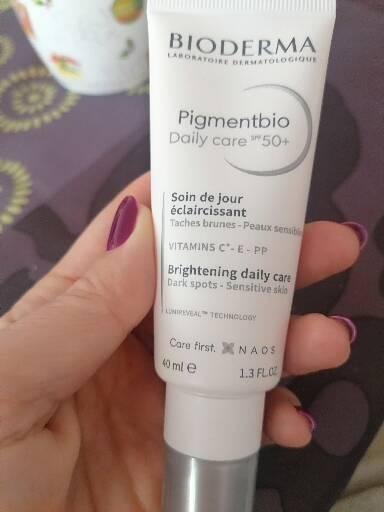 BIODERMA
LABORATOIRE DERMATOLOGIQUE
Pigmentbio
Daily care SPF 50+
Soin de jour
éclaircissant
Taches brunes - Peaux sensibles
VITAMINS C* - E - PP
Brightening daily care
Dark spots - Sensitive skin
LUMIREVEAL™ TECHNOLOGY
Care first. NAOS
40 ml ℮ 1.3 FL.OZ.